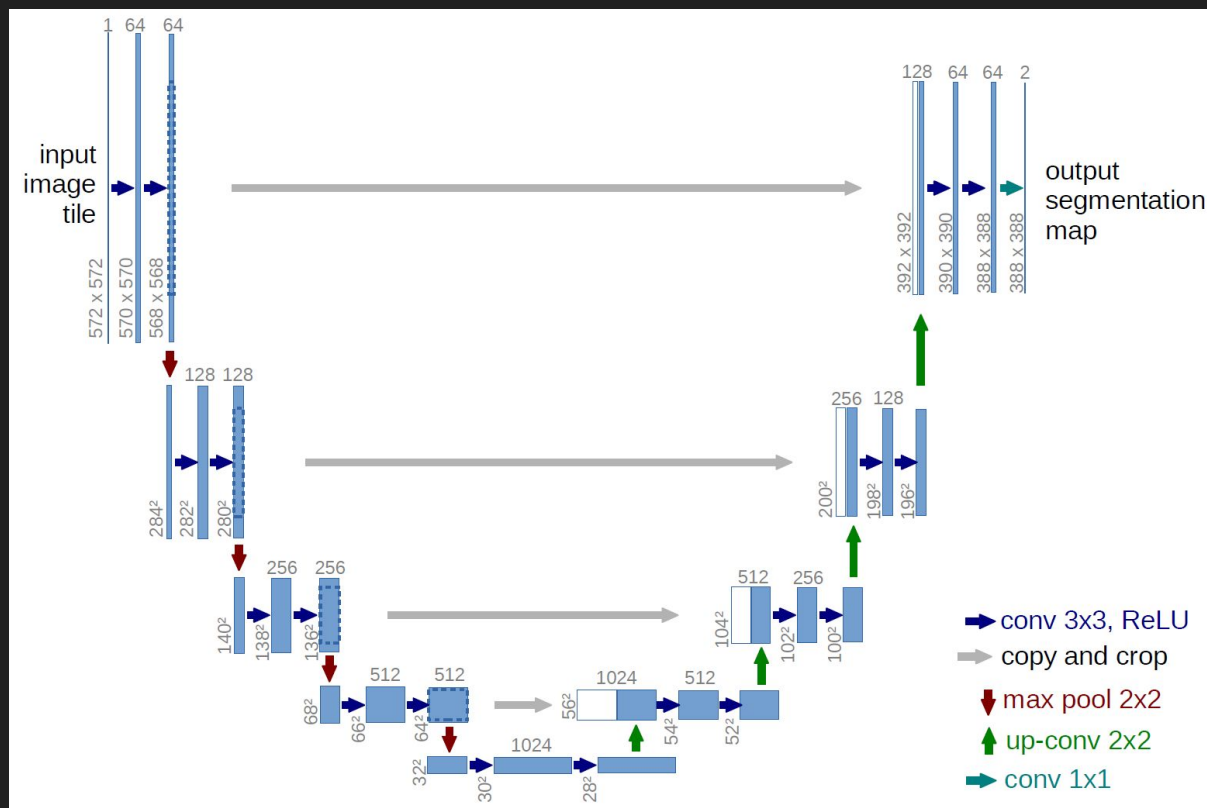 1 64 64
128 64 64 2
input
image
tile
output
segmentation
map
572 x 572
570 x 570
568 x 568
392 x 392
390 x 390
388 x 388
388 x 388
128 128
256 128
284²
282²
280²
200²
198²
196²
256 256
512 256
140²
138²
136²
104²
102²
100²
512 512
1024 512
68²
66²
64²
56²
54²
52²
1024
32²
30²
28²
conv 3x3, ReLU
copy and crop
max pool 2x2
up-conv 2x2
conv 1x1